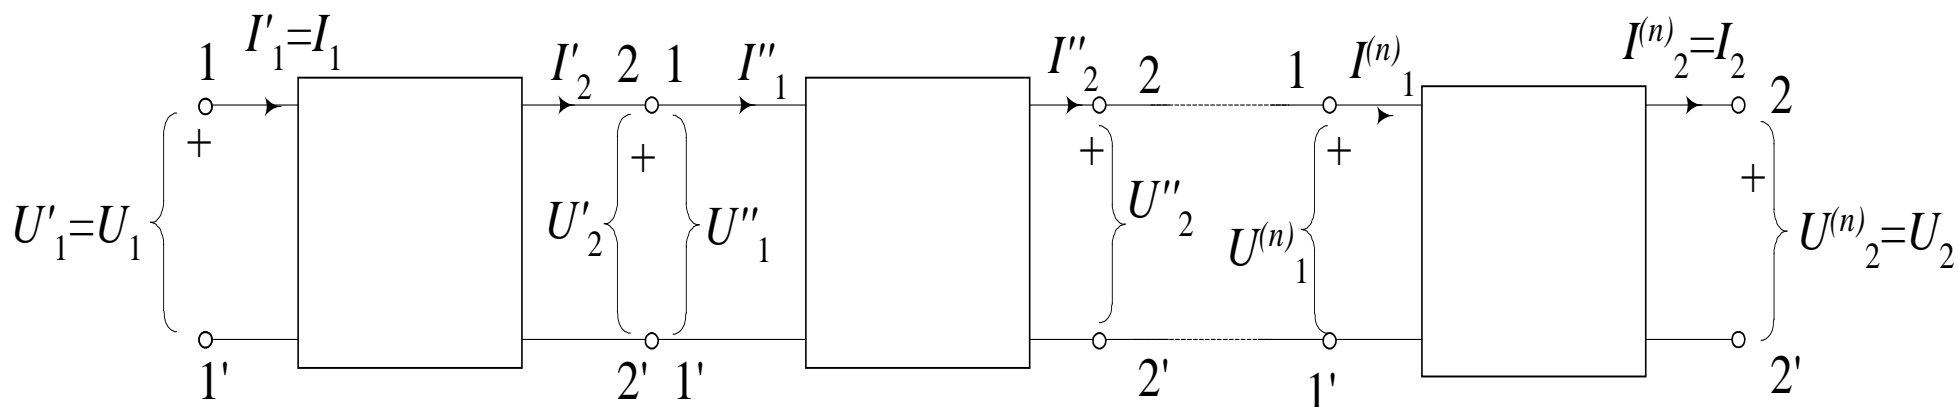 I'₁=I₁
I'₂
I''₁
I''₂
I⁽ⁿ⁾₁
I⁽ⁿ⁾₂=I₂
1
2
1
2
1
2
+
+
+
+
+
U'₁=U₁
U'₂
U''₁
U''₂
U⁽ⁿ⁾₁
U⁽ⁿ⁾₂=U₂
1'
2'
1'
2'
1'
2'